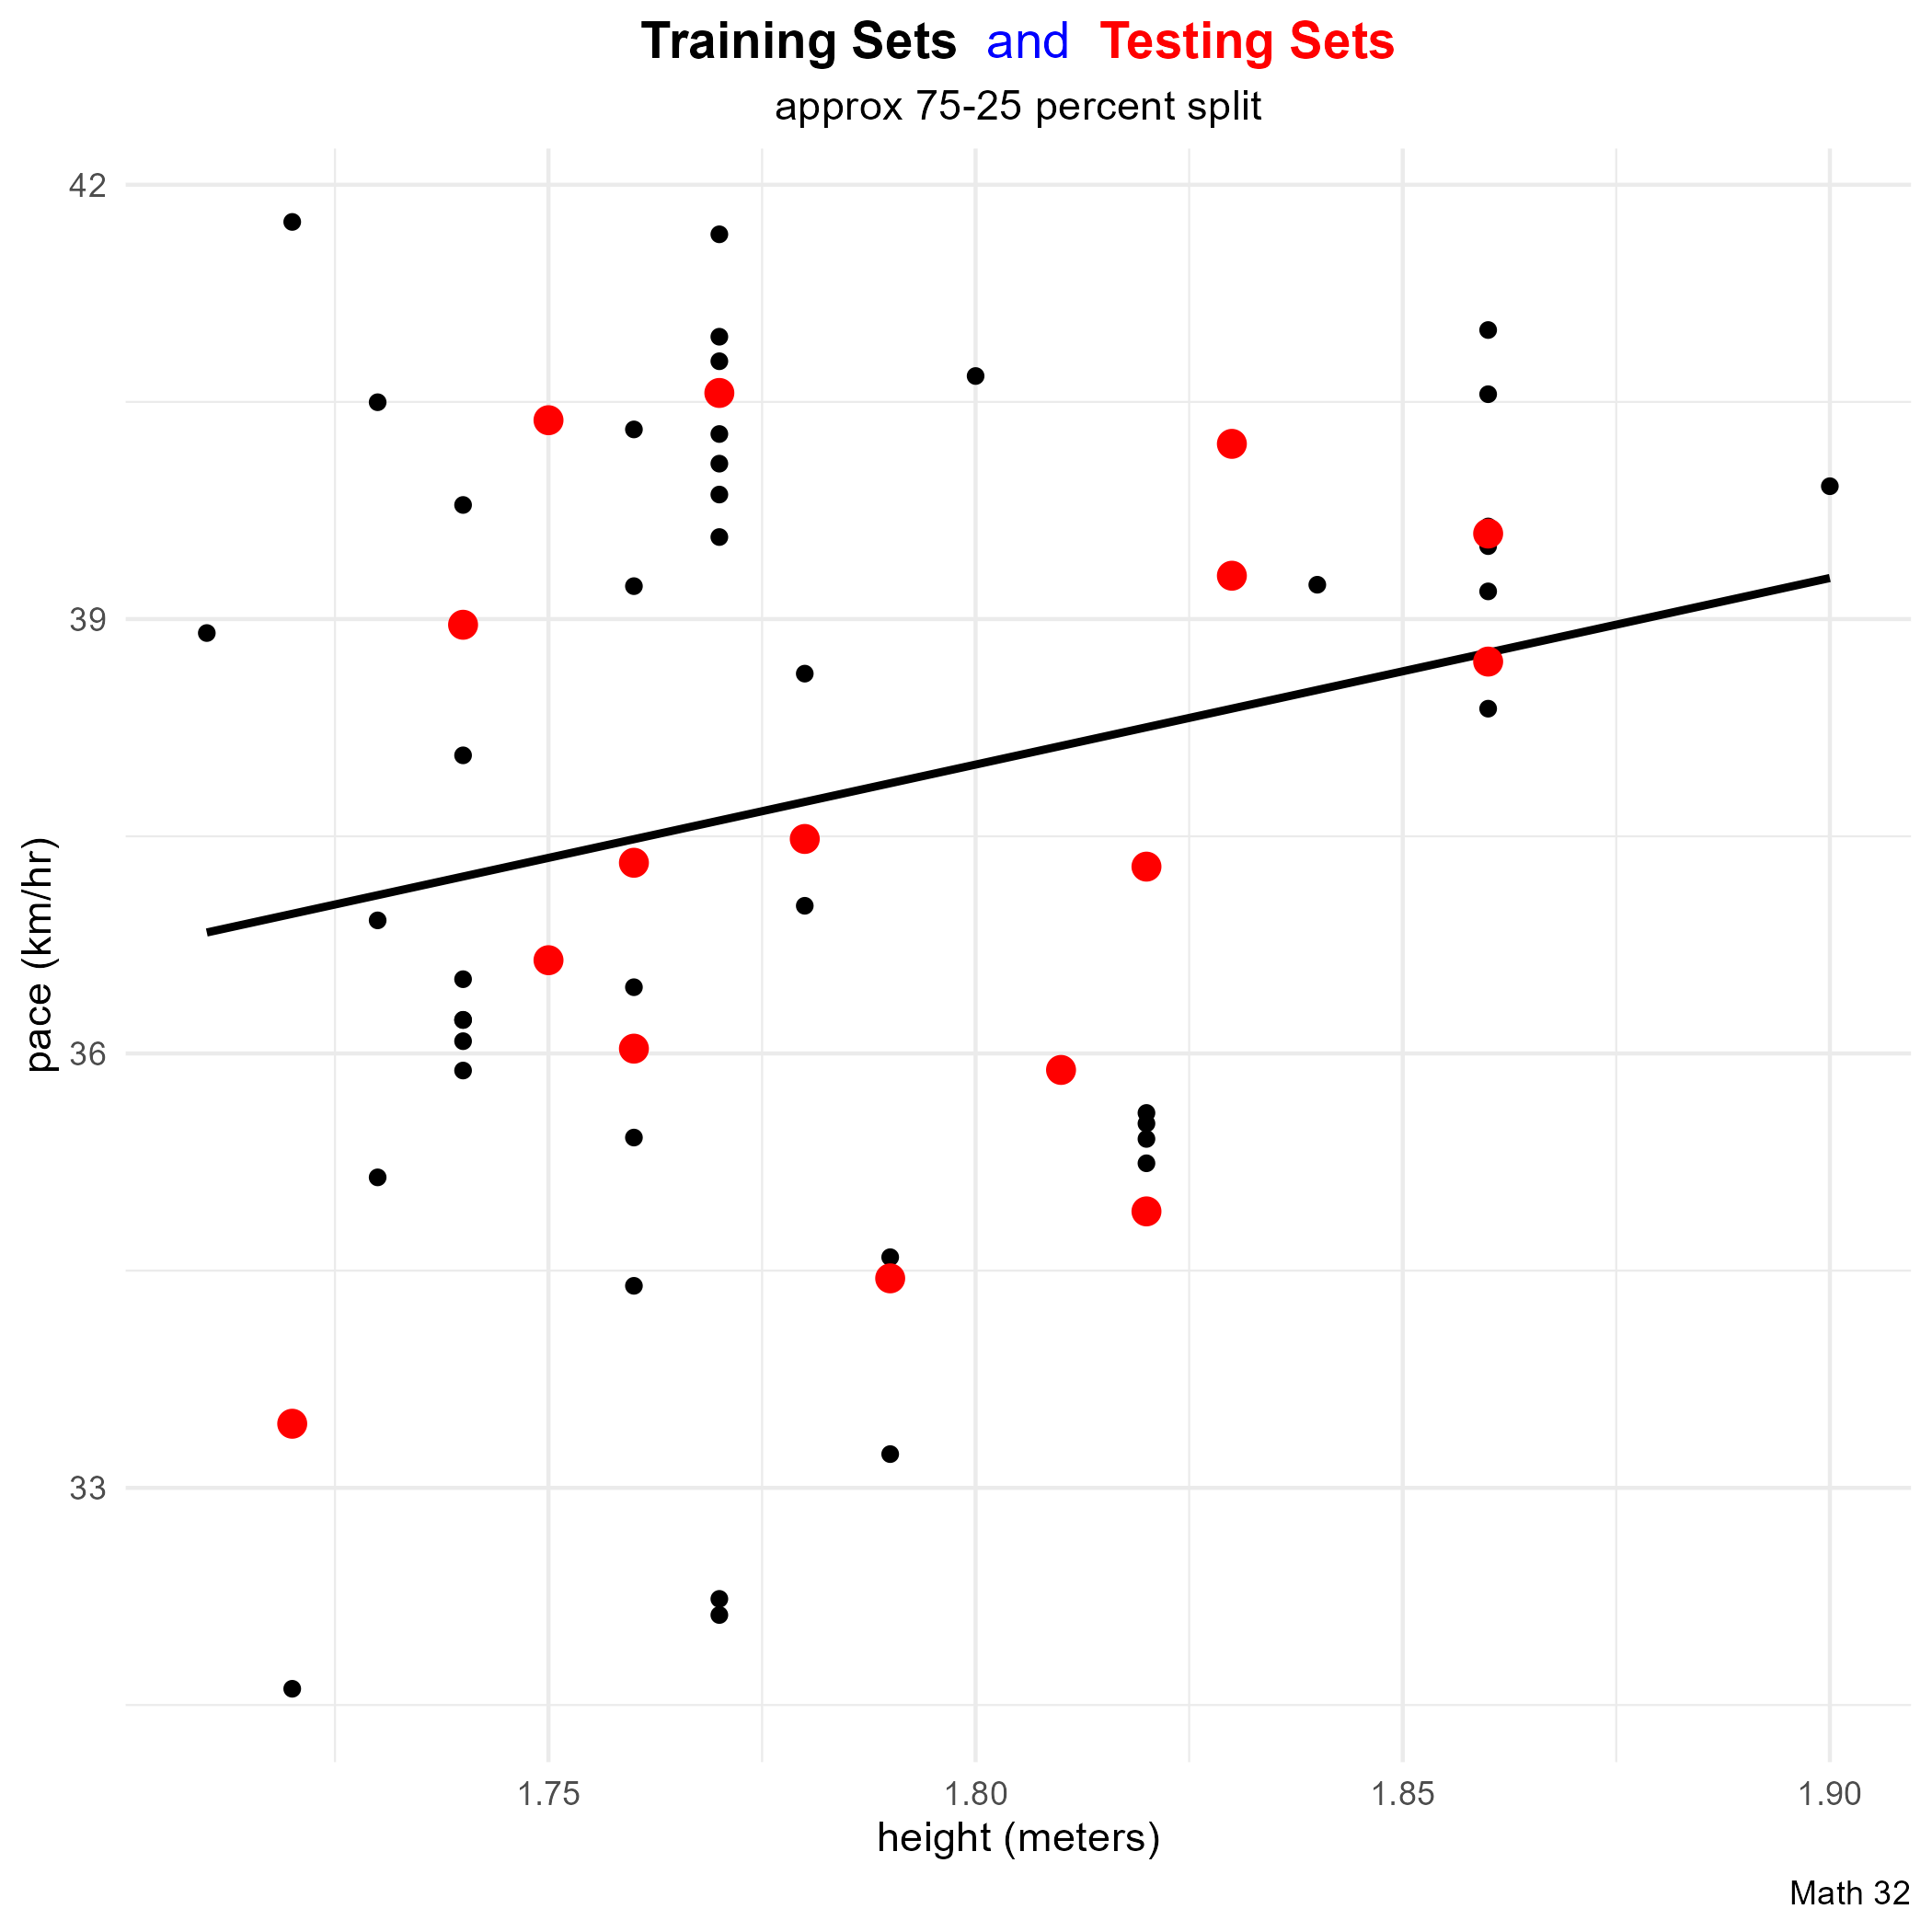 Training Sets and Testing Sets
approx 75-25 percent split
pace (km/hr)
42
39
36
33
1.75 1.80 1.85 1.90
height (meters)
Math 32